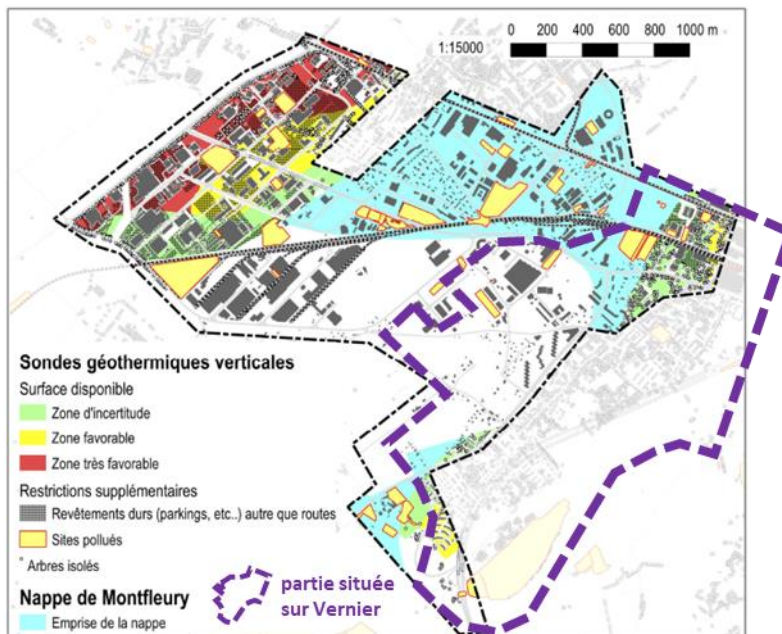 1:15000
0 200 400 600 800 1000 m
Sondes géothermiques verticales
Surface disponible
Zone d'incertitude
Zone favorable
Zone très favorable
Restrictions supplémentaires
Revêtements durs (parkings, etc..) autre que routes
Sites pollués
Arbres isolés
Nappe de Montfleury
Emprise de la nappe
partie située
sur Vernier